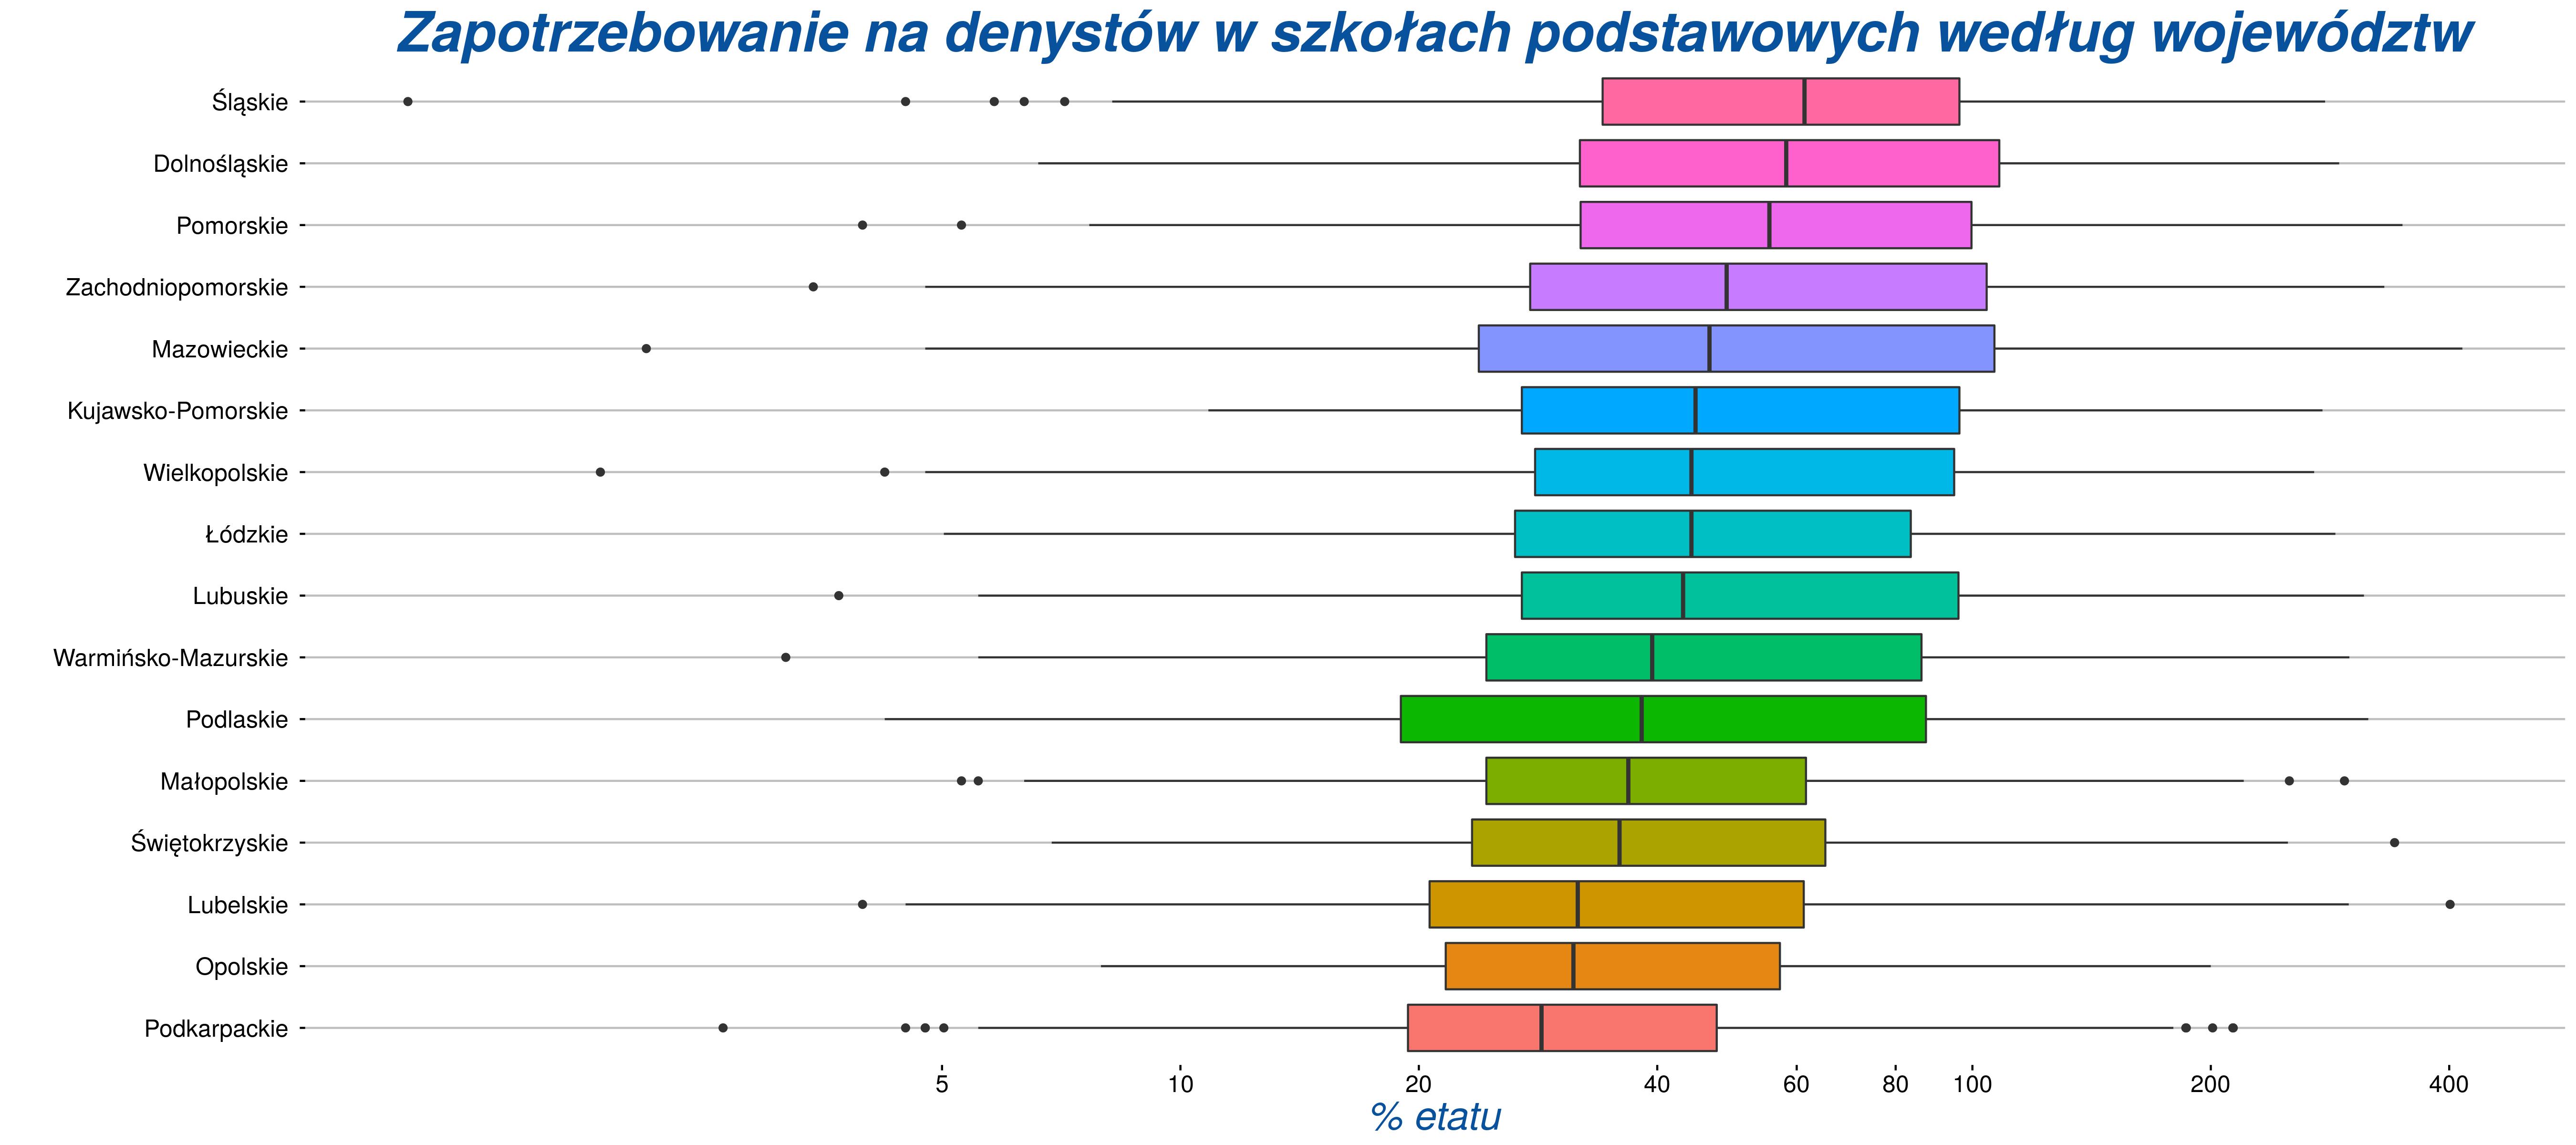 Zapotrzebowanie na denystów w szkołach podstawowych według województw
Śląskie
Dolnośląskie
Pomorskie
Zachodniopomorskie
Mazowieckie
Kujawsko-Pomorskie
Wielkopolskie
Łódzkie
Lubuskie
Warmińsko-Mazurskie
Podlaskie
Małopolskie
Świętokrzyskie
Lubelskie
Opolskie
Podkarpackie
5 10 20 40 60 80 100 200 400
% etatu